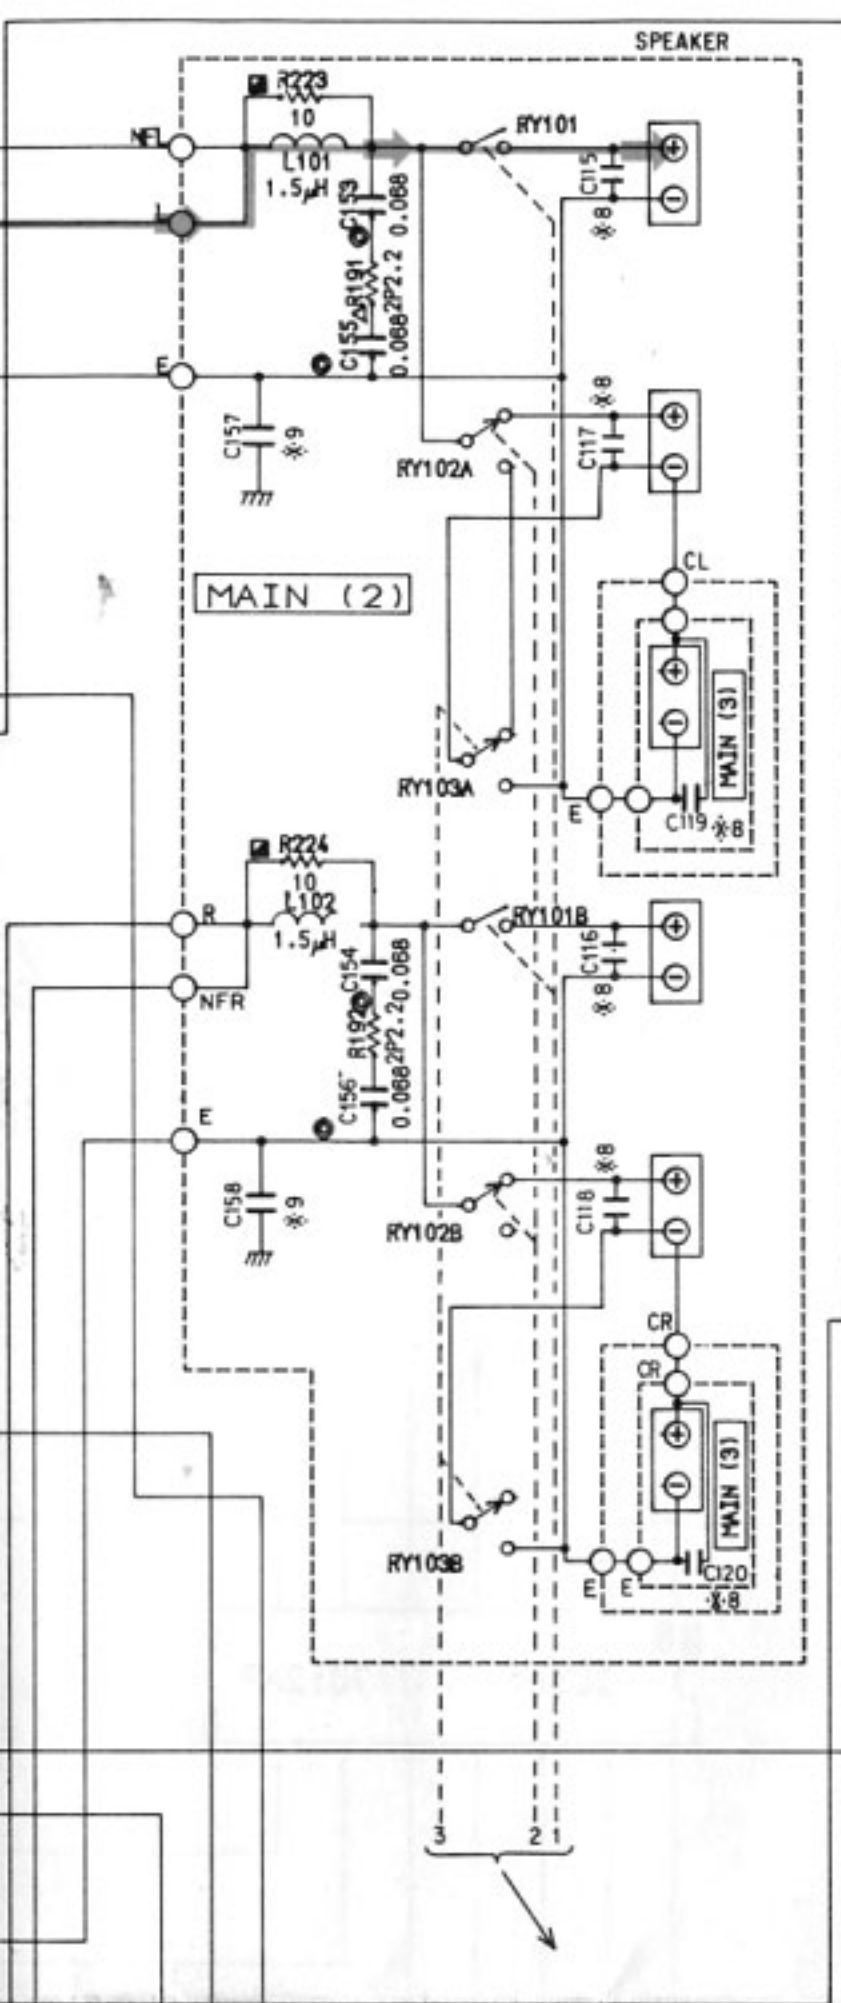 SPEAKER
R223
10
RY101
NFL
L101
1.5μH
C153
0.068
C115
※8
L
R191
2P2.2
C155
0.068
E
※8
C157
※9
C117
RY102A
CL
MAIN (2)
MAIN (3)
RY103A
E
C119 ※8
R224
10
R
L102
RY101B
1.5μH
C154
0.068
C116
※8
NFR
R192
2P2.2
C156
0.068
E
※8
C158
※9
C118
RY102B
CR
CR
MAIN (3)
RY103B
E
E
C120
※8
3
2
1